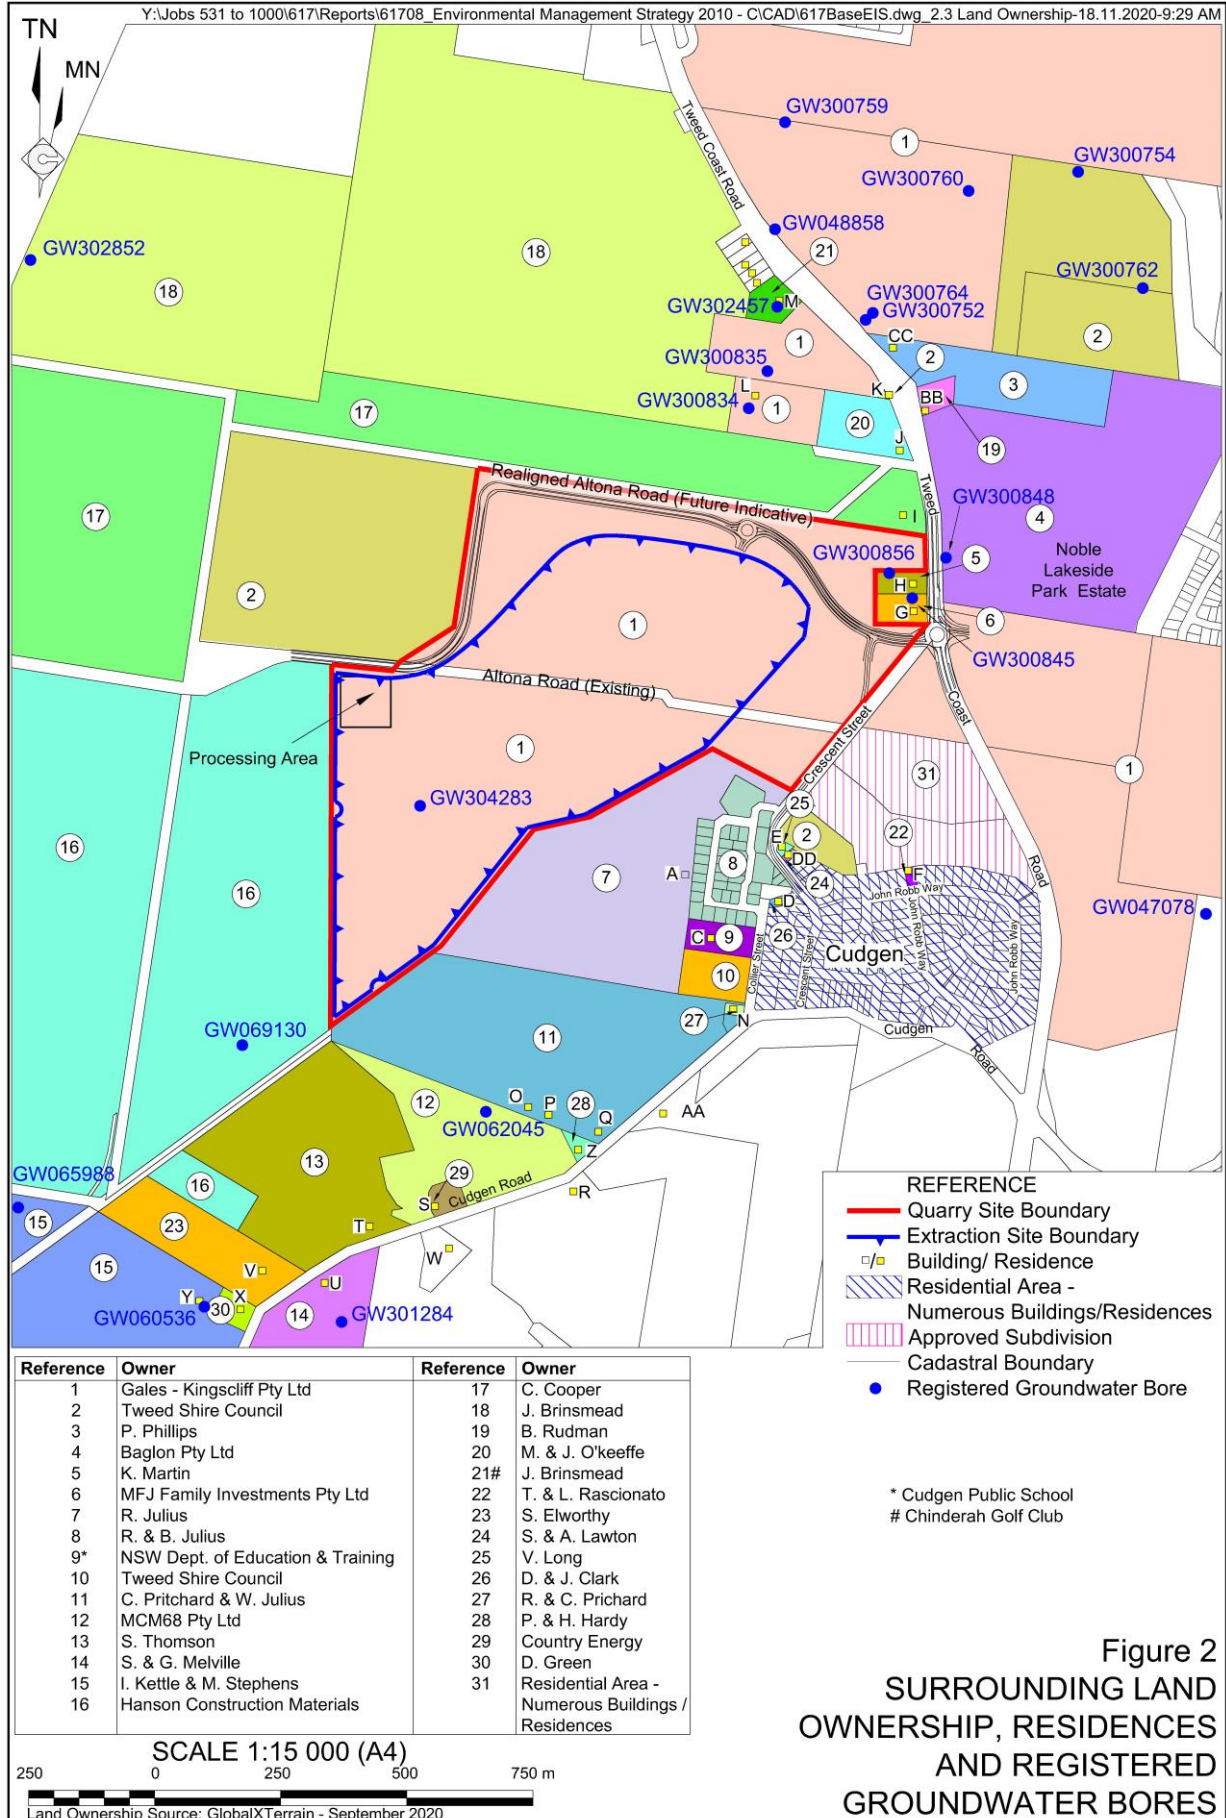 Y:\Jobs 531 to 1000\617\Reports\61708_Environmental Management Strategy 2010 - C\CAD\617BaseEIS.dwg_2.3 Land Ownership-18.11.2020-9:29 AM
TN
MN
Tweed Coast Road
GW300759
1
GW300754
GW300760
GW302852
18
18
GW048858
21
GW300762
GW302457
M
GW300764
GW300752
CC
1
2
2
GW300835
3
L
K
BB
GW300834
1
17
20
J
19
Realigned Altona Road (Future Indicative)
Tweed
17
I
GW300848
4
GW300856
5
Noble
Lakeside
Park Estate
H
2
G
6
1
GW300845
Altona Road (Existing)
Coast
Crescent Street
Processing Area
1
31
1
GW304283
25
22
E
2
16
8
DD
7
A
24
F
John Robb Way
16
D
GW047078
Road
C
9
26
John Robb Way
John Robb Way
Cudgen
10
Collier Street
Crescent Street
27
N
Cudgen
GW069130
11
Road
O
P
28
AA
12
Q
GW062045
Z
13
GW065988
29
16
Cudgen Road
R
S
15
23
T
W
15
V
U
Y
X
30
GW060536
14
GW301284
REFERENCE
Quarry Site Boundary
Extraction Site Boundary
Building/ Residence
Residential Area -
Numerous Buildings/Residences
Approved Subdivision
Cadastral Boundary
Registered Groundwater Bore
Reference Owner Reference Owner
1 Gales - Kingscliff Pty Ltd 17 C. Cooper
2 Tweed Shire Council 18 J. Brinsmead
3 P. Phillips 19 B. Rudman
4 Baglon Pty Ltd 20 M. & J. O'keeffe
5 K. Martin 21# J. Brinsmead
6 MFJ Family Investments Pty Ltd 22 T. & L. Rascionato
7 R. Julius 23 S. Elworthy
8 R. & B. Julius 24 S. & A. Lawton
9* NSW Dept. of Education & Training 25 V. Long
10 Tweed Shire Council 26 D. & J. Clark
11 C. Pritchard & W. Julius 27 R. & C. Prichard
12 MCM68 Pty Ltd 28 P. & H. Hardy
13 S. Thomson 29 Country Energy
14 S. & G. Melville 30 D. Green
15 I. Kettle & M. Stephens 31 Residential Area -
16 Hanson Construction Materials Numerous Buildings /
Residences
* Cudgen Public School
# Chinderah Golf Club
SCALE 1:15 000 (A4)
250 0 250 500 750 m
Land Ownership Source: GlobalXTerrain - September 2020
Figure 2
SURROUNDING LAND
OWNERSHIP, RESIDENCES
AND REGISTERED
GROUNDWATER BORES